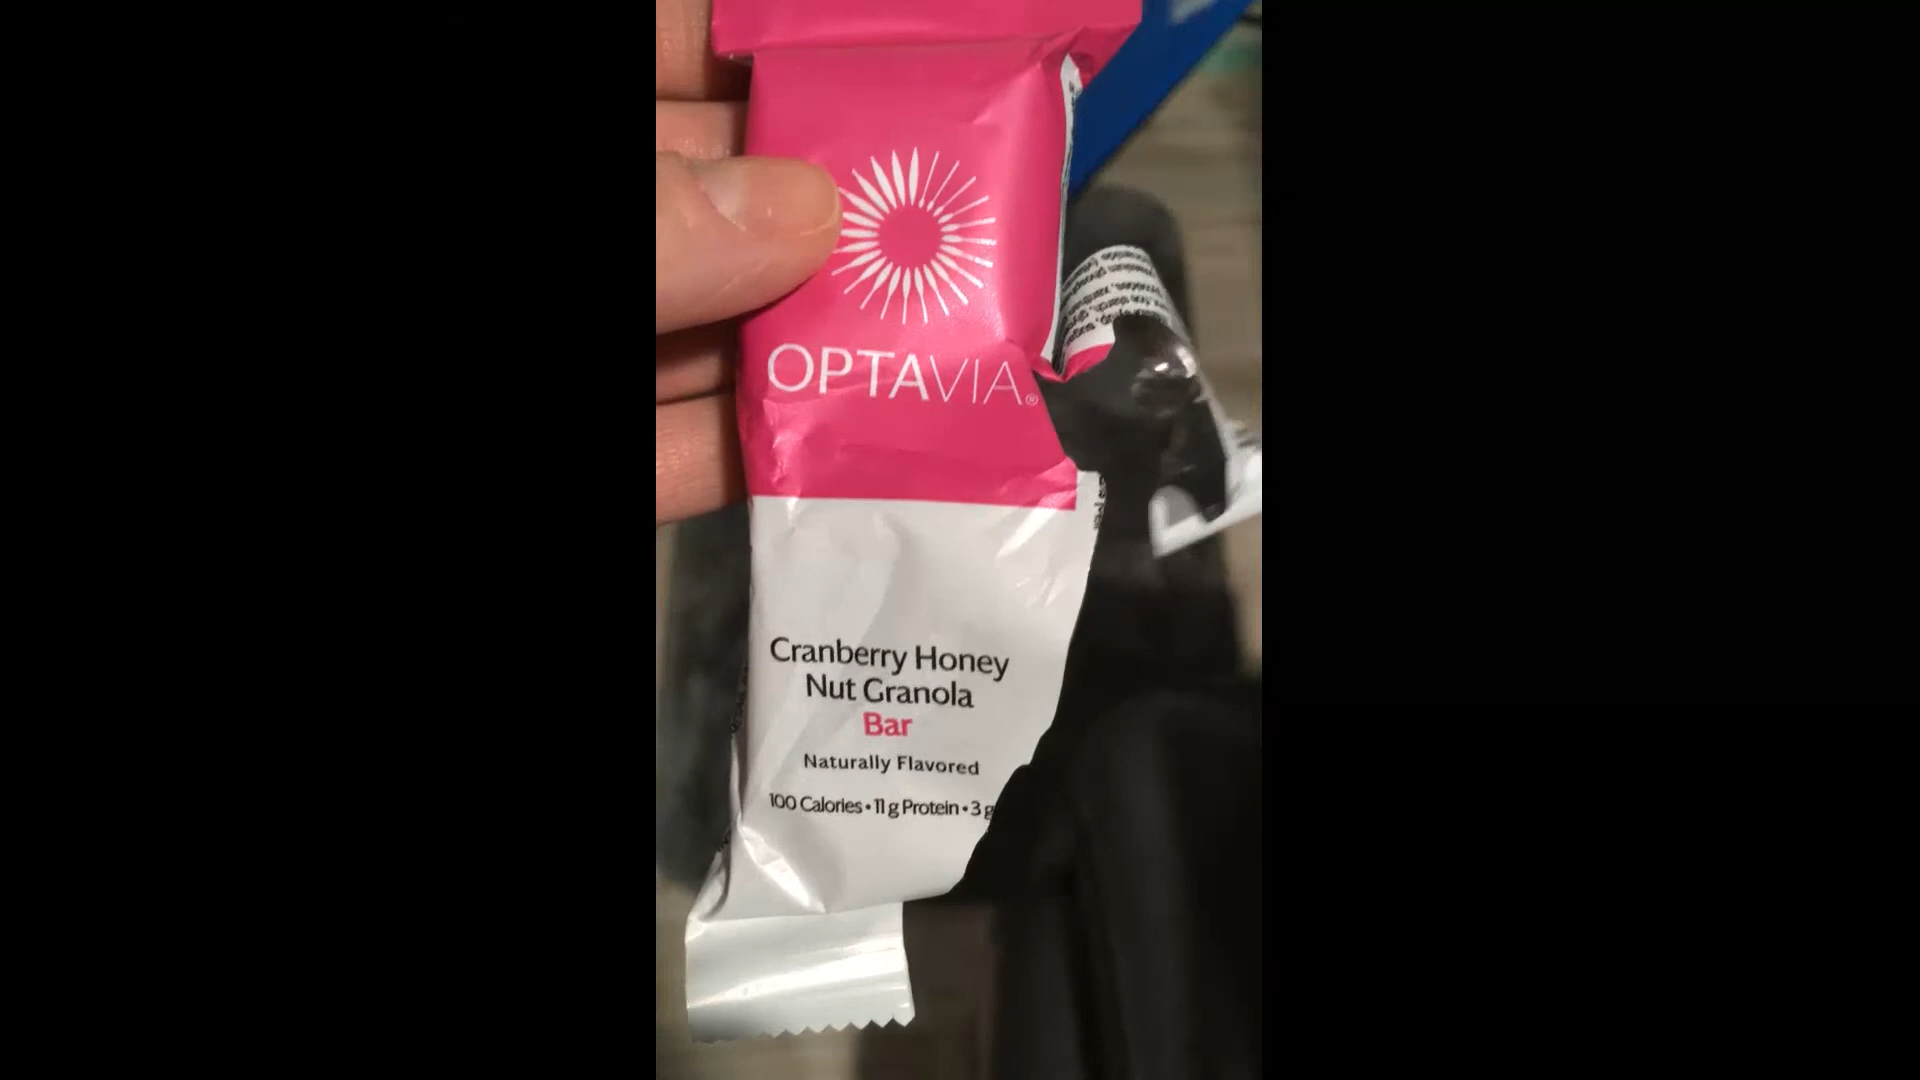 OPTAVIA®
Cranberry Honey
Nut Granola
Bar
Naturally Flavored
100 Calories • 11 g Protein • 3 g